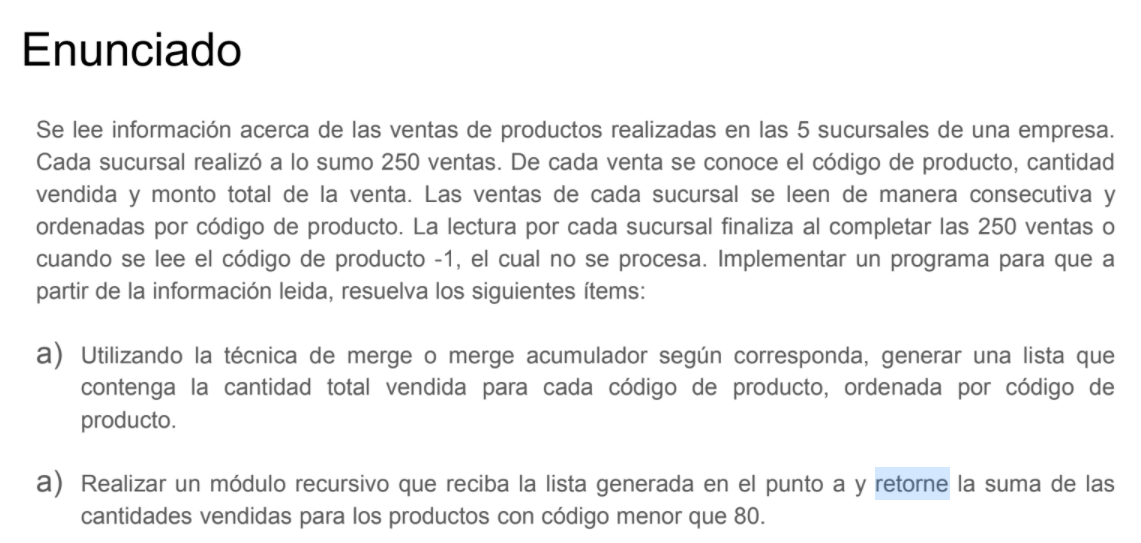 Enunciado
Se lee información acerca de las ventas de productos realizadas en las 5 sucursales de una empresa.
Cada sucursal realizó a lo sumo 250 ventas. De cada venta se conoce el código de producto, cantidad
vendida y monto total de la venta. Las ventas de cada sucursal se leen de manera consecutiva y
ordenadas por código de producto. La lectura por cada sucursal finaliza al completar las 250 ventas o
cuando se lee el código de producto -1, el cual no se procesa. Implementar un programa para que a
partir de la información leida, resuelva los siguientes ítems:
a) Utilizando la técnica de merge o merge acumulador según corresponda, generar una lista que
contenga la cantidad total vendida para cada código de producto, ordenada por código de
producto.
a) Realizar un módulo recursivo que reciba la lista generada en el punto a y retorne la suma de las
cantidades vendidas para los productos con código menor que 80.